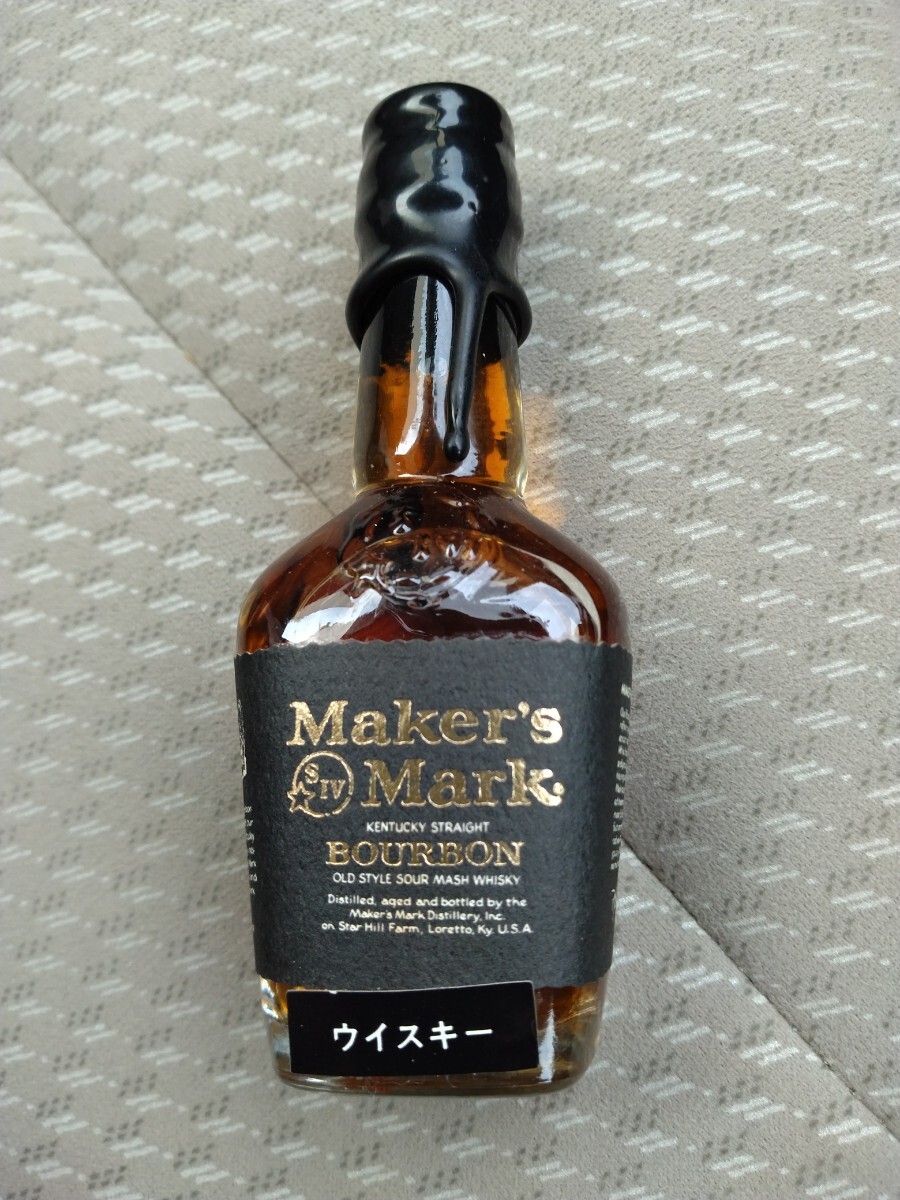 Maker's
S IV Mark
KENTUCKY STRAIGHT
BOURBON
OLD STYLE SOUR MASH WHISKY
Distilled, aged and bottled by the
Maker's Mark Distillery, Inc.
on Star Hill Farm, Loretto, Ky. U.S.A.
ウイスキー